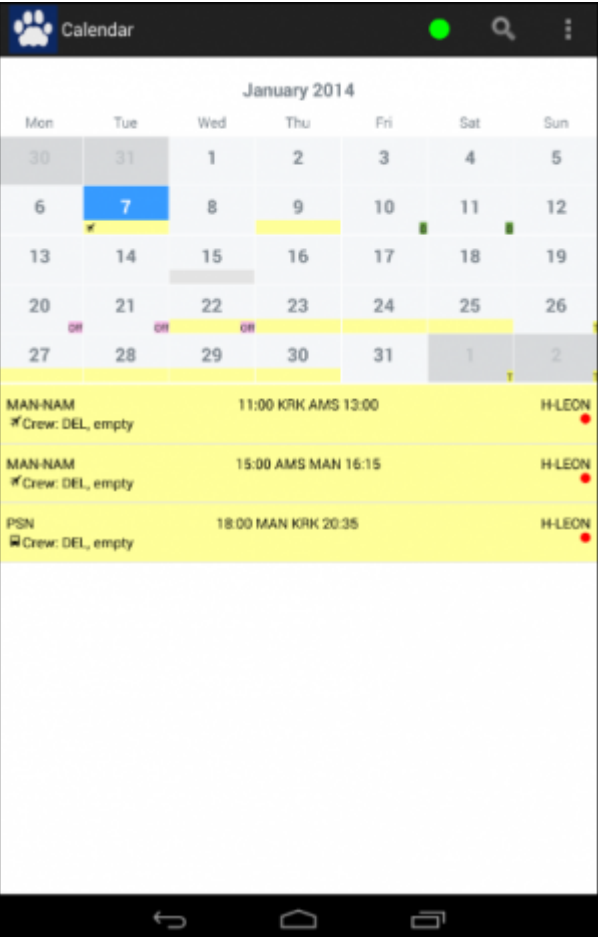 Calendar
January 2014
Mon Tue Wed Thu Fri Sat Sun
30 31 1 2 3 4 5
6 7 8 9 10 11 12
13 14 15 16 17 18 19
20 21 22 23 24 25 26
Off Off Off T
27 28 29 30 31 1 2
T T
MAN-NAM 11:00 KRK AMS 13:00 H-LEON
Crew: DEL, empty
MAN-NAM 15:00 AMS MAN 16:15 H-LEON
Crew: DEL, empty
PSN 18:00 MAN KRK 20:35 H-LEON
Crew: DEL, empty